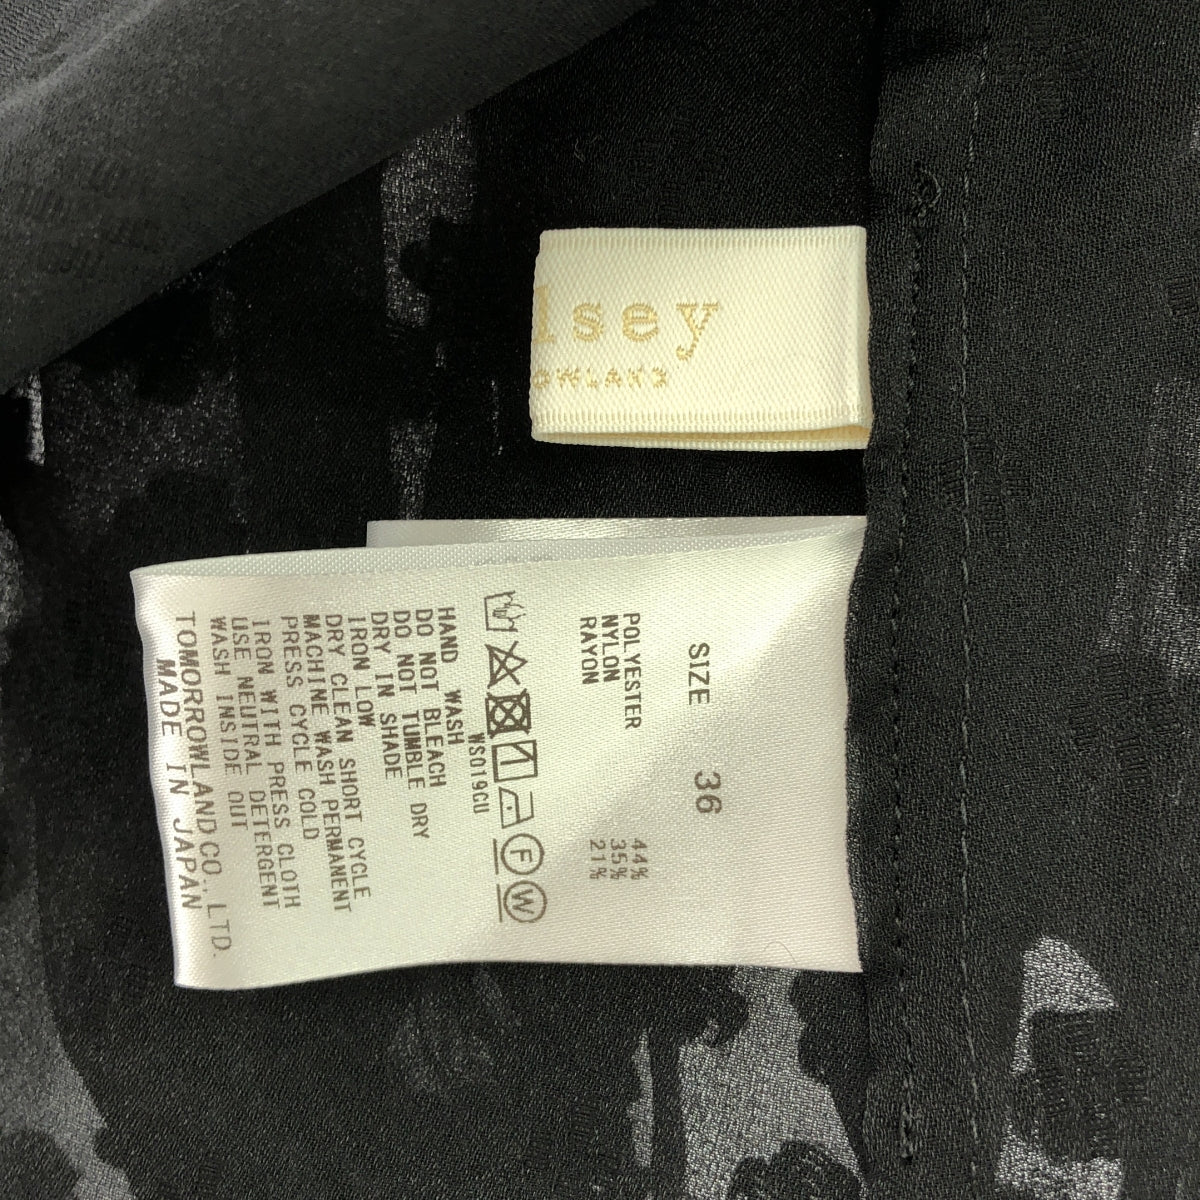 lsey
SIZE 36
POLYESTER 44%
NYLON 35%
RAYON 21%
F W
WS019CU
HAND WASH
DO NOT BLEACH
DO NOT TUMBLE DRY
DRY IN SHADE
IRON LOW
DRY CLEAN SHORT CYCLE
MACHINE WASH PERMANENT
PRESS CYCLE COLD
IRON WITH PRESS CLOTH
USE NEUTRAL DETERGENT
WASH INSIDE OUT
TOMORROWLAND CO., LTD.
MADE IN JAPAN